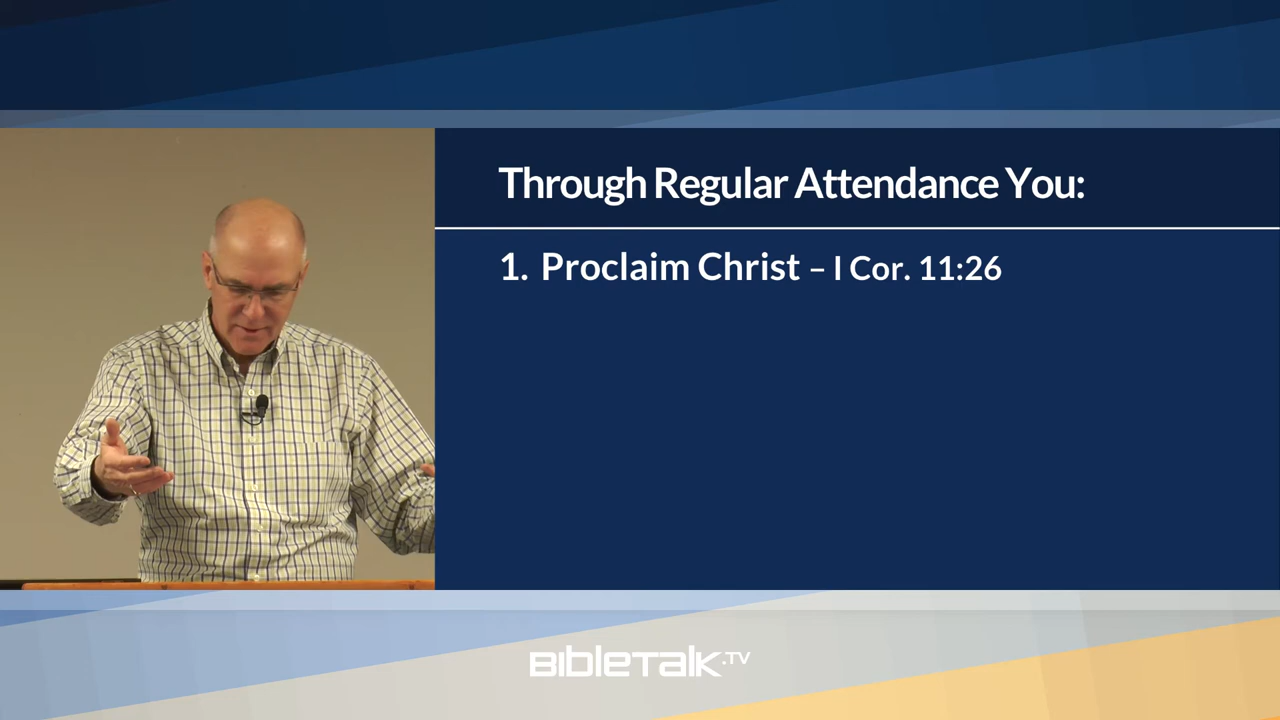 Through Regular Attendance You:
1. Proclaim Christ – I Cor. 11:26
BibleTalk.TV